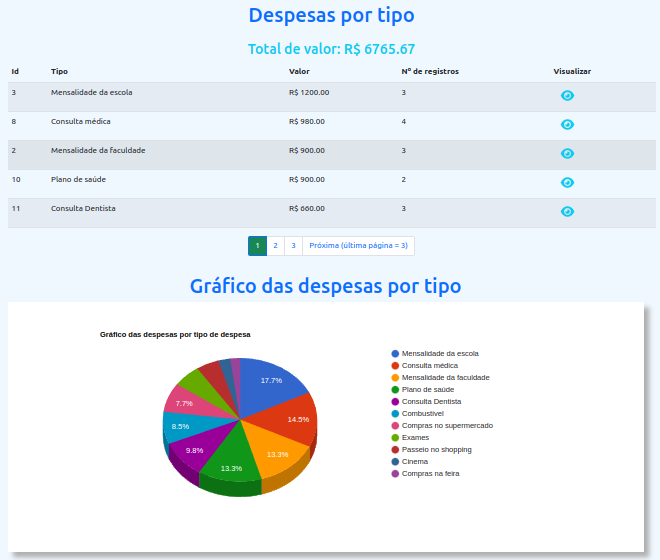 Despesas por tipo
Total de valor: R$ 6765.67
Id Tipo Valor Nº de registros Visualizar
3 Mensalidade da escola R$ 1200.00 3
8 Consulta médica R$ 980.00 4
2 Mensalidade da faculdade R$ 900.00 3
10 Plano de saúde R$ 900.00 2
11 Consulta Dentista R$ 660.00 3
1 2 3 Próxima (última página = 3)
Gráfico das despesas por tipo
Gráfico das despesas por tipo de despesa
17.7%
14.5%
13.3%
13.3%
9.8%
8.5%
7.7%
Mensalidade da escola
Consulta médica
Mensalidade da faculdade
Plano de saúde
Consulta Dentista
Combustível
Compras no supermercado
Exames
Passeio no shopping
Cinema
Compras na feira